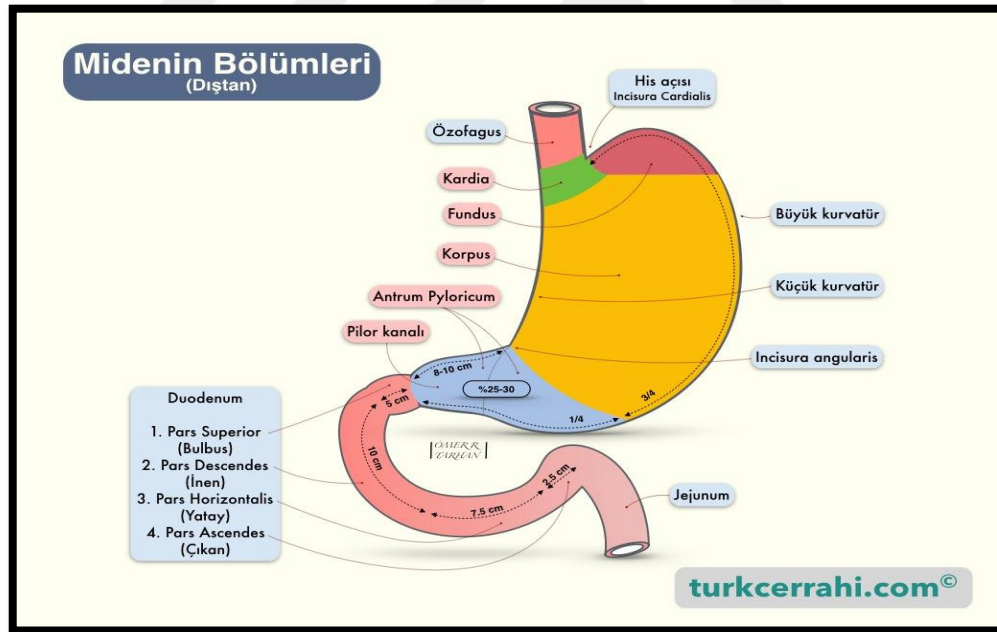 Midenin Bölümleri
(Dıştan)
His açısı
Incisura Cardialis
Özofagus
Kardia
Fundus
Büyük kurvatür
Korpus
Küçük kurvatür
Antrum Pyloricum
Pilor kanalı
Incisura angularis
8-10 cm
%25-30
3/4
1/4
5 cm
10 cm
7.5 cm
2.5 cm
Duodenum
1. Pars Superior
(Bulbus)
2. Pars Descendes
(İnen)
3. Pars Horizontalis
(Yatay)
4. Pars Ascendes
(Çıkan)
ÖMER R.
TARHAN
Jejunum
turkcerrahi.com©